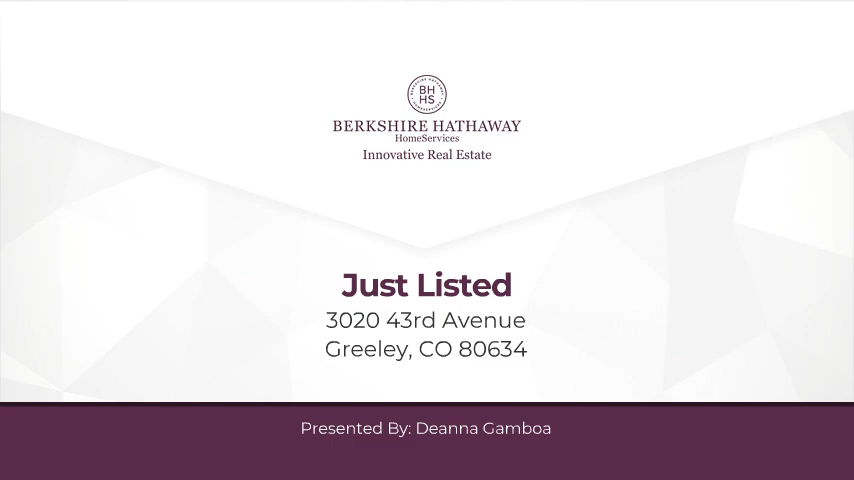 BH
HS
BERKSHIRE HATHAWAY
HomeServices
Innovative Real Estate
Just Listed
3020 43rd Avenue
Greeley, CO 80634
Presented By: Deanna Gamboa